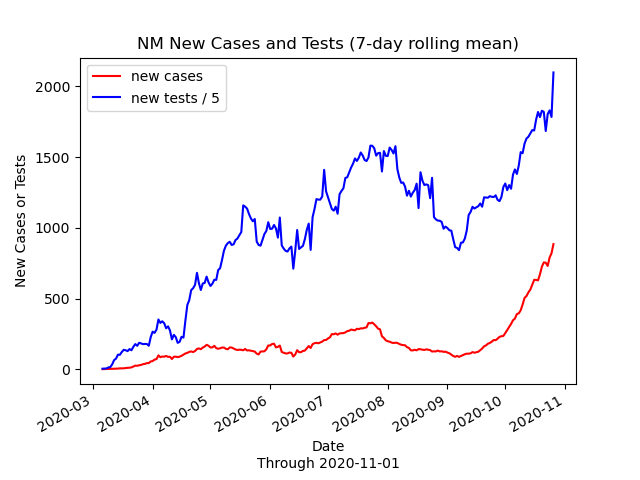 NM New Cases and Tests (7-day rolling mean)
new cases
new tests / 5
2000
1500
1000
500
0
New Cases or Tests
2020-03
2020-04
2020-05
2020-06
2020-07
2020-08
2020-09
2020-10
2020-11
Date
Through 2020-11-01